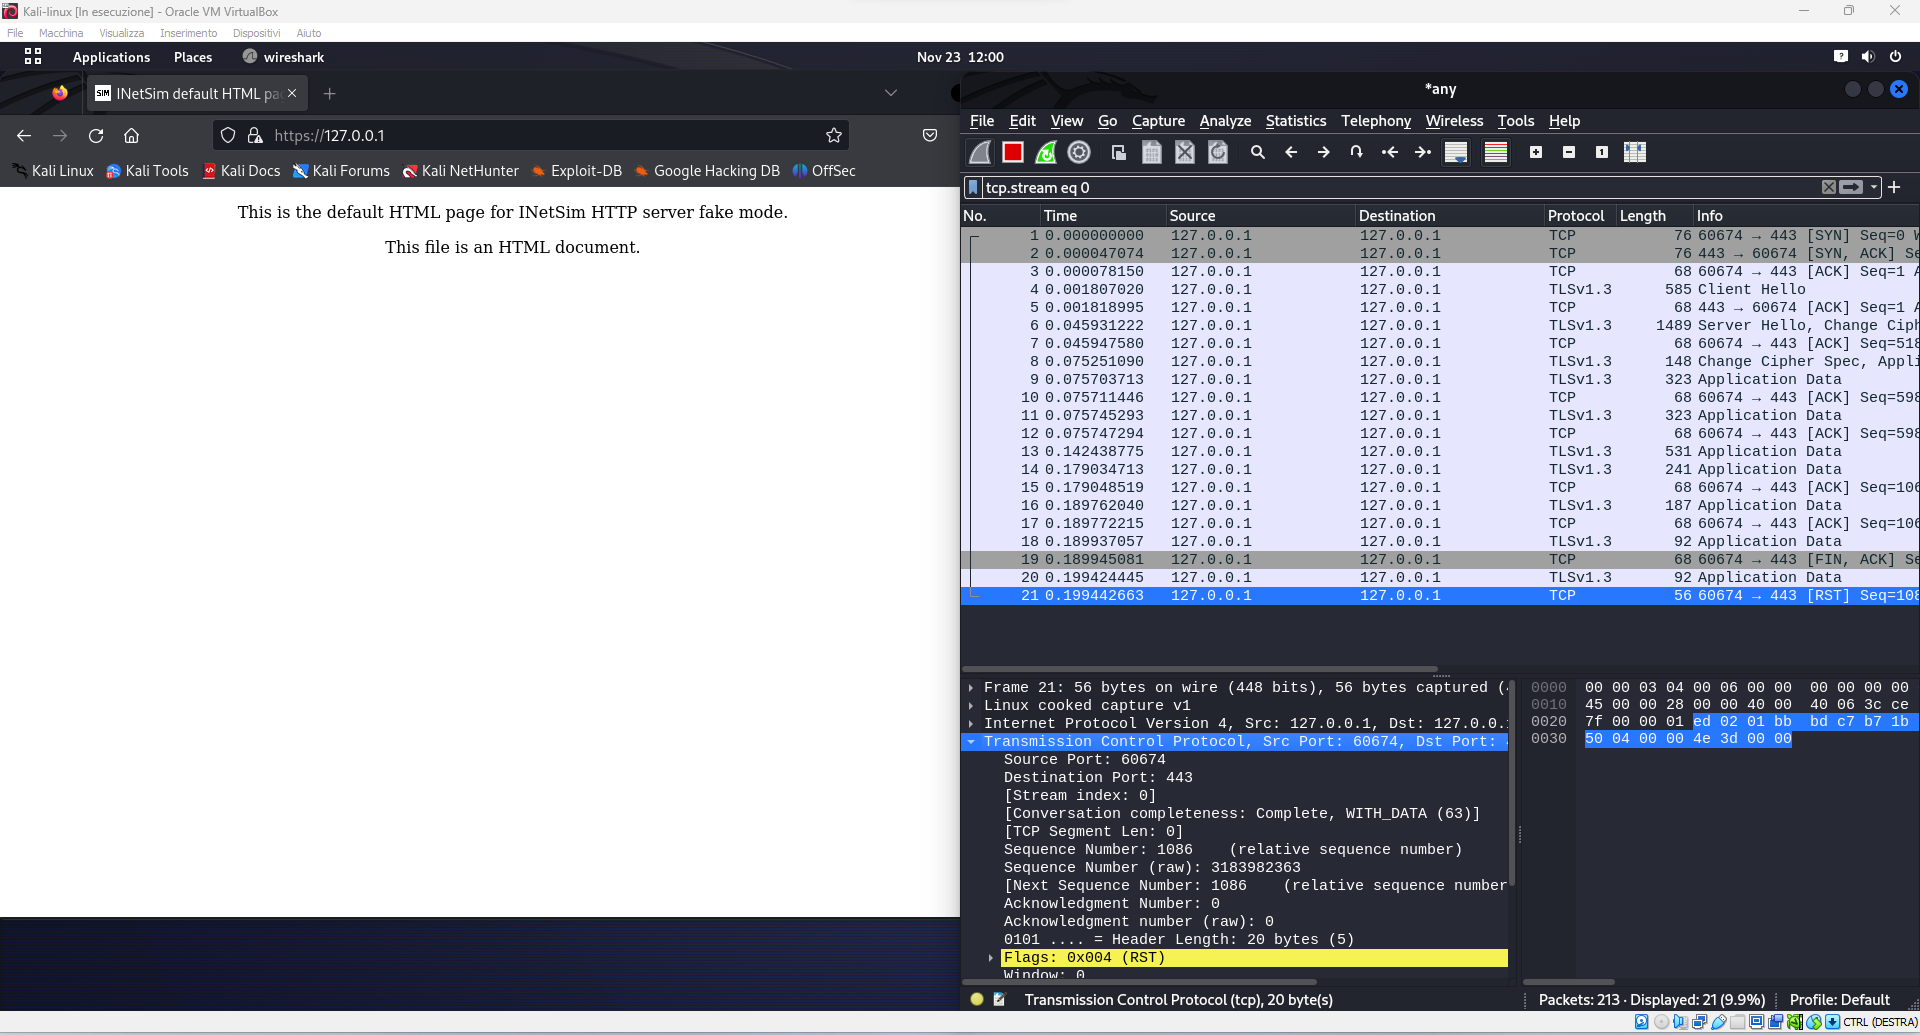 Kali-linux [In esecuzione] - Oracle VM VirtualBox
File Macchina Visualizza Inserimento Dispositivi Aiuto
Applications Places wireshark Nov 23 12:00
INetSim default HTML pa
https://127.0.0.1
Kali Linux Kali Tools Kali Docs Kali Forums Kali NetHunter Exploit-DB Google Hacking DB OffSec
This is the default HTML page for INetSim HTTP server fake mode.
This file is an HTML document.
*any
File Edit View Go Capture Analyze Statistics Telephony Wireless Tools Help
tcp.stream eq 0
No. Time Source Destination Protocol Length Info
1 0.000000000 127.0.0.1 127.0.0.1 TCP 76 60674 → 443 [SYN] Seq=0 W
2 0.000047074 127.0.0.1 127.0.0.1 TCP 76 443 → 60674 [SYN, ACK] Se
3 0.000078150 127.0.0.1 127.0.0.1 TCP 68 60674 → 443 [ACK] Seq=1 A
4 0.001807020 127.0.0.1 127.0.0.1 TLSv1.3 585 Client Hello
5 0.001818995 127.0.0.1 127.0.0.1 TCP 68 443 → 60674 [ACK] Seq=1 A
6 0.045931222 127.0.0.1 127.0.0.1 TLSv1.3 1489 Server Hello, Change Ciph
7 0.045947580 127.0.0.1 127.0.0.1 TCP 68 60674 → 443 [ACK] Seq=518
8 0.075251090 127.0.0.1 127.0.0.1 TLSv1.3 148 Change Cipher Spec, Appli
9 0.075703713 127.0.0.1 127.0.0.1 TLSv1.3 323 Application Data
10 0.075711446 127.0.0.1 127.0.0.1 TCP 68 60674 → 443 [ACK] Seq=598
11 0.075745293 127.0.0.1 127.0.0.1 TLSv1.3 323 Application Data
12 0.075747294 127.0.0.1 127.0.0.1 TCP 68 60674 → 443 [ACK] Seq=598
13 0.142438775 127.0.0.1 127.0.0.1 TLSv1.3 531 Application Data
14 0.179034713 127.0.0.1 127.0.0.1 TLSv1.3 241 Application Data
15 0.179048519 127.0.0.1 127.0.0.1 TCP 68 60674 → 443 [ACK] Seq=106
16 0.189762040 127.0.0.1 127.0.0.1 TLSv1.3 187 Application Data
17 0.189772215 127.0.0.1 127.0.0.1 TCP 68 60674 → 443 [ACK] Seq=106
18 0.189937057 127.0.0.1 127.0.0.1 TLSv1.3 92 Application Data
19 0.189945081 127.0.0.1 127.0.0.1 TCP 68 60674 → 443 [FIN, ACK] Se
20 0.199424445 127.0.0.1 127.0.0.1 TLSv1.3 92 Application Data
21 0.199442663 127.0.0.1 127.0.0.1 TCP 56 60674 → 443 [RST] Seq=108
Frame 21: 56 bytes on wire (448 bits), 56 bytes captured (
Linux cooked capture v1
Internet Protocol Version 4, Src: 127.0.0.1, Dst: 127.0.0.
Transmission Control Protocol, Src Port: 60674, Dst Port:
Source Port: 60674
Destination Port: 443
[Stream index: 0]
[Conversation completeness: Complete, WITH_DATA (63)]
[TCP Segment Len: 0]
Sequence Number: 1086 (relative sequence number)
Sequence Number (raw): 3183982363
[Next Sequence Number: 1086 (relative sequence number
Acknowledgment Number: 0
Acknowledgment number (raw): 0
0101 .... = Header Length: 20 bytes (5)
Flags: 0x004 (RST)
Window: 0
0000 00 00 03 04 00 06 00 00 00 00 00 00
0010 45 00 00 28 00 00 40 00 40 06 3c ce
0020 7f 00 00 01 ed 02 01 bb bd c7 b7 1b
0030 50 04 00 00 4e 3d 00 00
Transmission Control Protocol (tcp), 20 byte(s) Packets: 213 · Displayed: 21 (9.9%) Profile: Default
CTRL (DESTRA)